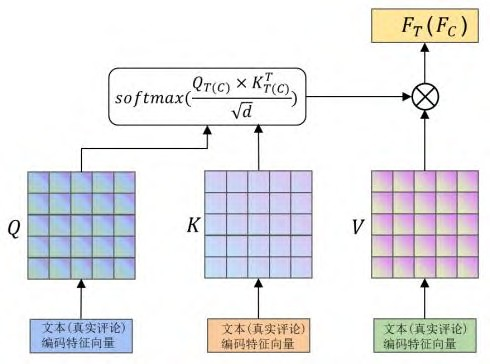 F_T(F_C)
softmax(\frac{Q_{T(C)} × K_{T(C)}^T}{\sqrt{d}})
Q
K
V
文本(真实评论)
编码特征向量
文本(真实评论)
编码特征向量
文本(真实评论)
编码特征向量